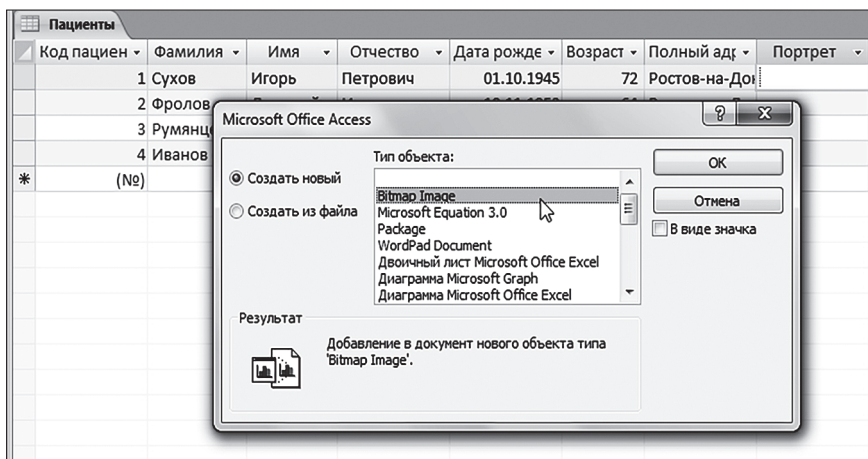 Пациенты
Код пациен Фамилия Имя Отчество Дата рожде Возраст Полный адр Портрет
1 Сухов Игорь Петрович 01.10.1945 72 Ростов-на-Дон
2 Фролов
3 Румянце
4 Иванов
(№)
Microsoft Office Access
Тип объекта:
Создать новый
Создать из файла
Bitmap Image
Microsoft Equation 3.0
Package
WordPad Document
Двоичный лист Microsoft Office Excel
Диаграмма Microsoft Graph
Диаграмма Microsoft Office Excel
OK
Отмена
В виде значка
Результат
Добавление в документ нового объекта типа
'Bitmap Image'.